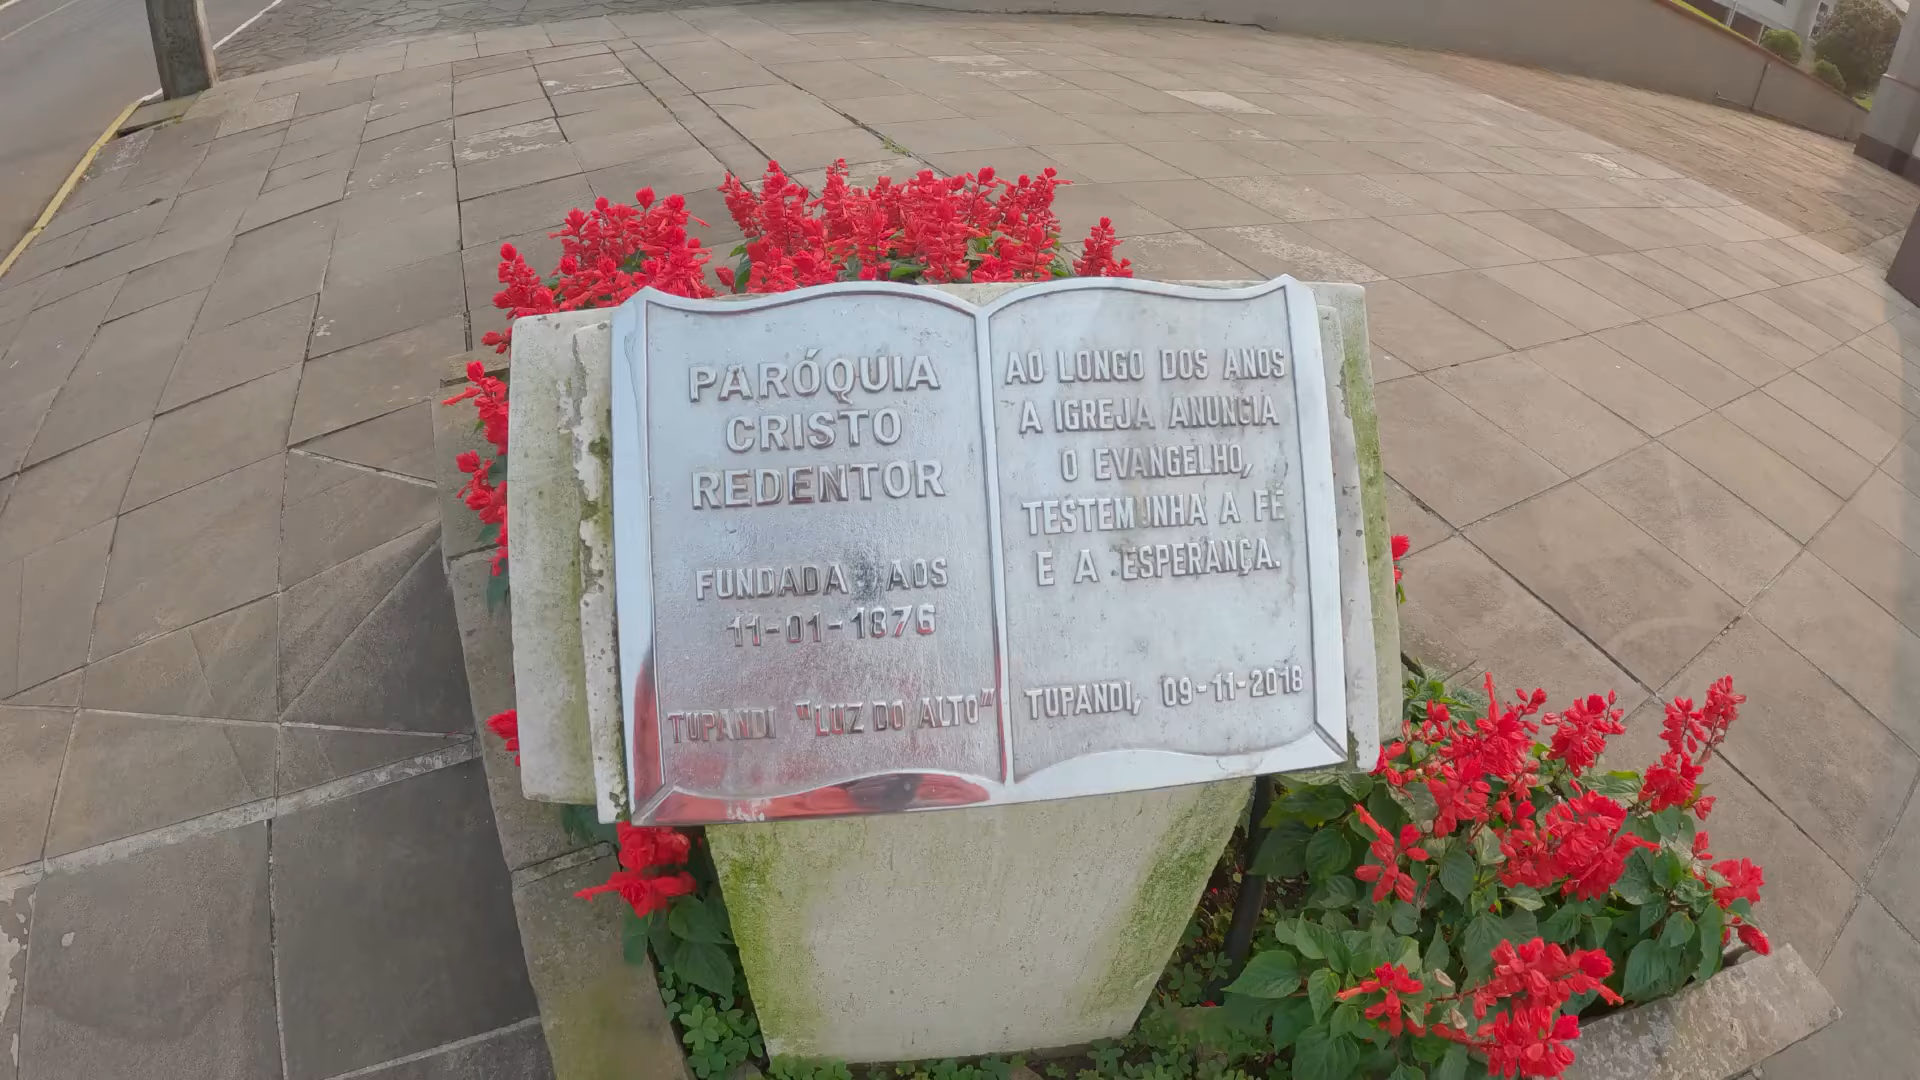 PARÓQUIA
CRISTO
REDENTOR
FUNDADA AOS
11-01-1876
TUPANDI "LUZ DO ALTO"
AO LONGO DOS ANOS
A IGREJA ANUNCIA
O EVANGELHO,
TESTEMUNHA A FÉ
E A ESPERANÇA.
TUPANDI, 09-11-2018